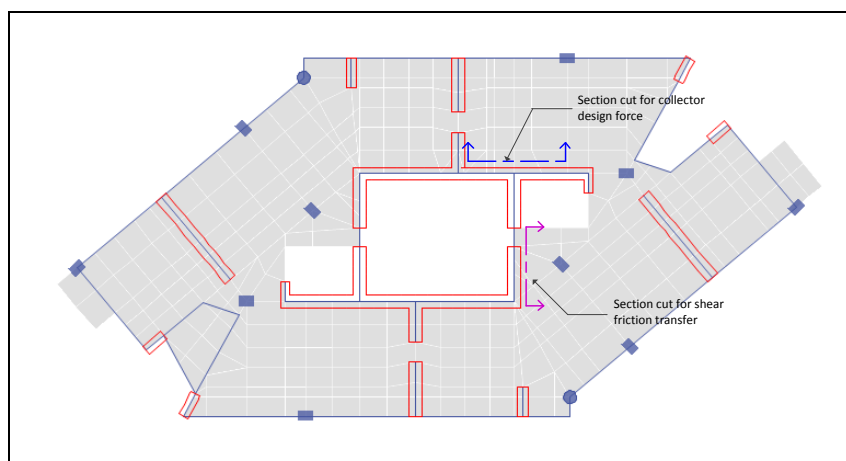 Section cut for collector
design force
Section cut for shear
friction transfer